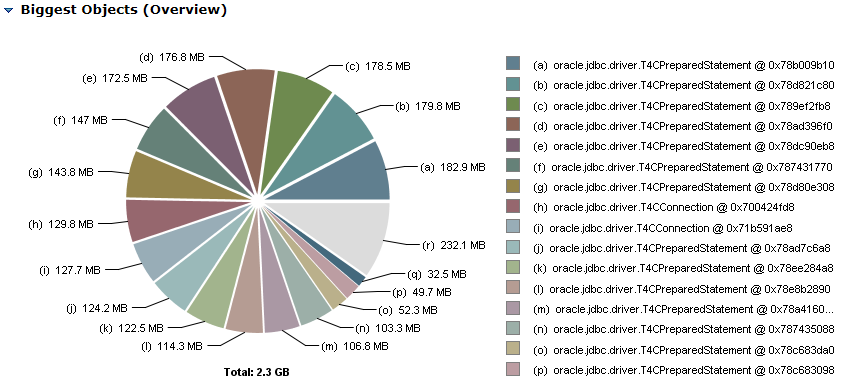 Biggest Objects (Overview)
(d) 176.8 MB
(c) 178.5 MB
(e) 172.5 MB
(b) 179.8 MB
(f) 147 MB
(a) 182.9 MB
(g) 143.8 MB
(h) 129.8 MB
(r) 232.1 MB
(i) 127.7 MB
(q) 32.5 MB
(p) 49.7 MB
(j) 124.2 MB
(o) 52.3 MB
(k) 122.5 MB
(n) 103.3 MB
(l) 114.3 MB
(m) 106.8 MB
Total: 2.3 GB
(a) oracle.jdbc.driver.T4CPreparedStatement @ 0x78b009b10
(b) oracle.jdbc.driver.T4CPreparedStatement @ 0x78d821c80
(c) oracle.jdbc.driver.T4CPreparedStatement @ 0x789ef2fb8
(d) oracle.jdbc.driver.T4CPreparedStatement @ 0x78ad396f0
(e) oracle.jdbc.driver.T4CPreparedStatement @ 0x78dc90eb8
(f) oracle.jdbc.driver.T4CPreparedStatement @ 0x787431770
(g) oracle.jdbc.driver.T4CPreparedStatement @ 0x78d80e308
(h) oracle.jdbc.driver.T4CConnection @ 0x700424fd8
(i) oracle.jdbc.driver.T4CConnection @ 0x71b591ae8
(j) oracle.jdbc.driver.T4CPreparedStatement @ 0x78ad7c6a8
(k) oracle.jdbc.driver.T4CPreparedStatement @ 0x78ee284a8
(l) oracle.jdbc.driver.T4CPreparedStatement @ 0x78e8b2890
(m) oracle.jdbc.driver.T4CPreparedStatement @ 0x78a4160...
(n) oracle.jdbc.driver.T4CPreparedStatement @ 0x787435088
(o) oracle.jdbc.driver.T4CPreparedStatement @ 0x78c683da0
(p) oracle.jdbc.driver.T4CPreparedStatement @ 0x78c683098